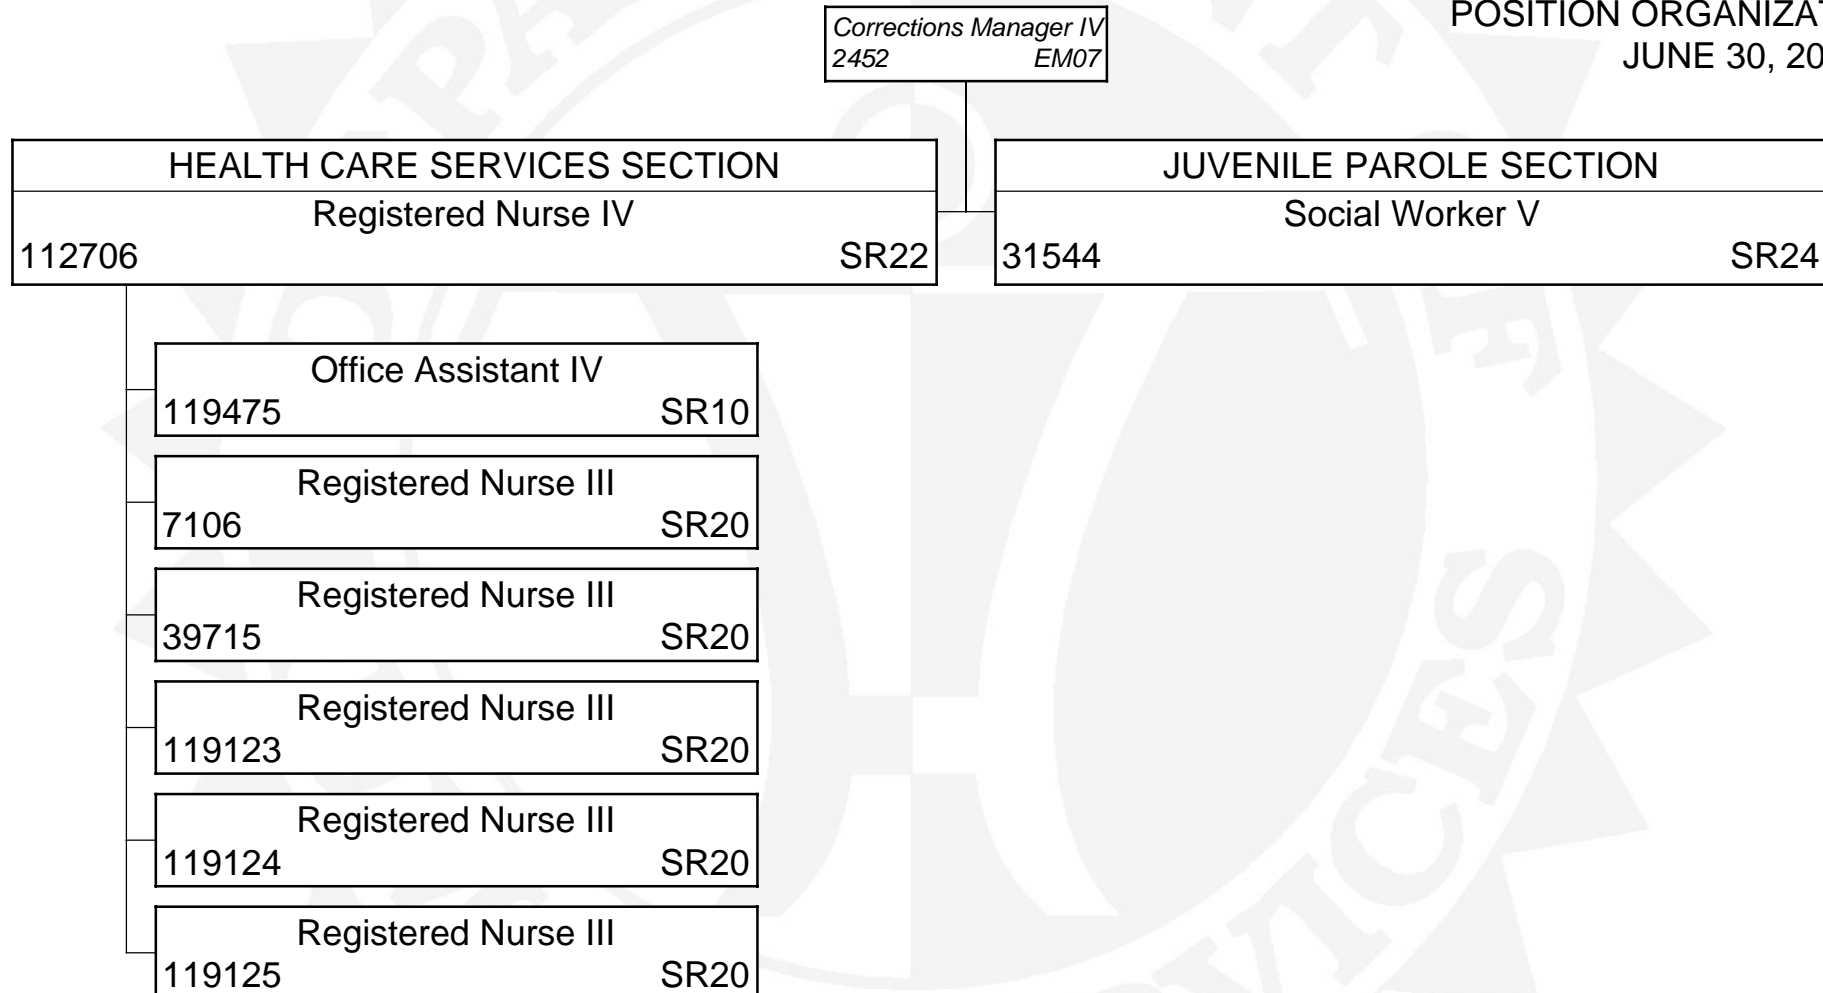 POSITION ORGANIZAT
JUNE 30, 20
Corrections Manager IV
2452 EM07
HEALTH CARE SERVICES SECTION
Registered Nurse IV
112706 SR22
JUVENILE PAROLE SECTION
Social Worker V
31544 SR24
Office Assistant IV
119475 SR10
Registered Nurse III
7106 SR20
Registered Nurse III
39715 SR20
Registered Nurse III
119123 SR20
Registered Nurse III
119124 SR20
Registered Nurse III
119125 SR20